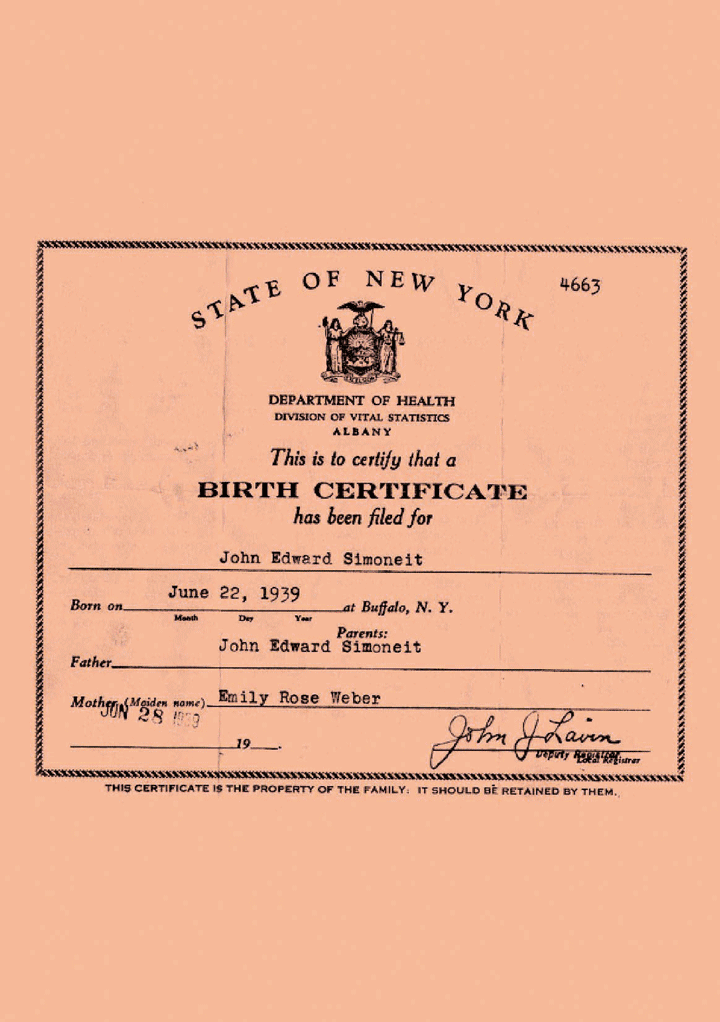 STATE OF NEW YORK
4663
DEPARTMENT OF HEALTH
DIVISION OF VITAL STATISTICS
ALBANY
This is to certify that a
BIRTH CERTIFICATE
has been filed for
John Edward Simoneit
Born on June 22, 1939 at Buffalo, N. Y.
Month Day Year
Parents:
Father John Edward Simoneit
Mother (Maiden name) Emily Rose Weber
JUN 28 1939
19 .
John J Lavin
Deputy Registrar
Local Registrar
THIS CERTIFICATE IS THE PROPERTY OF THE FAMILY: IT SHOULD BE RETAINED BY THEM.